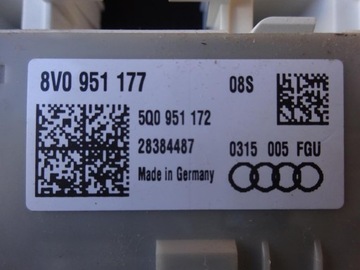 8V0 951 177 08S
5Q0 951 172
28384487 0315 005 FGU
Made in Germany